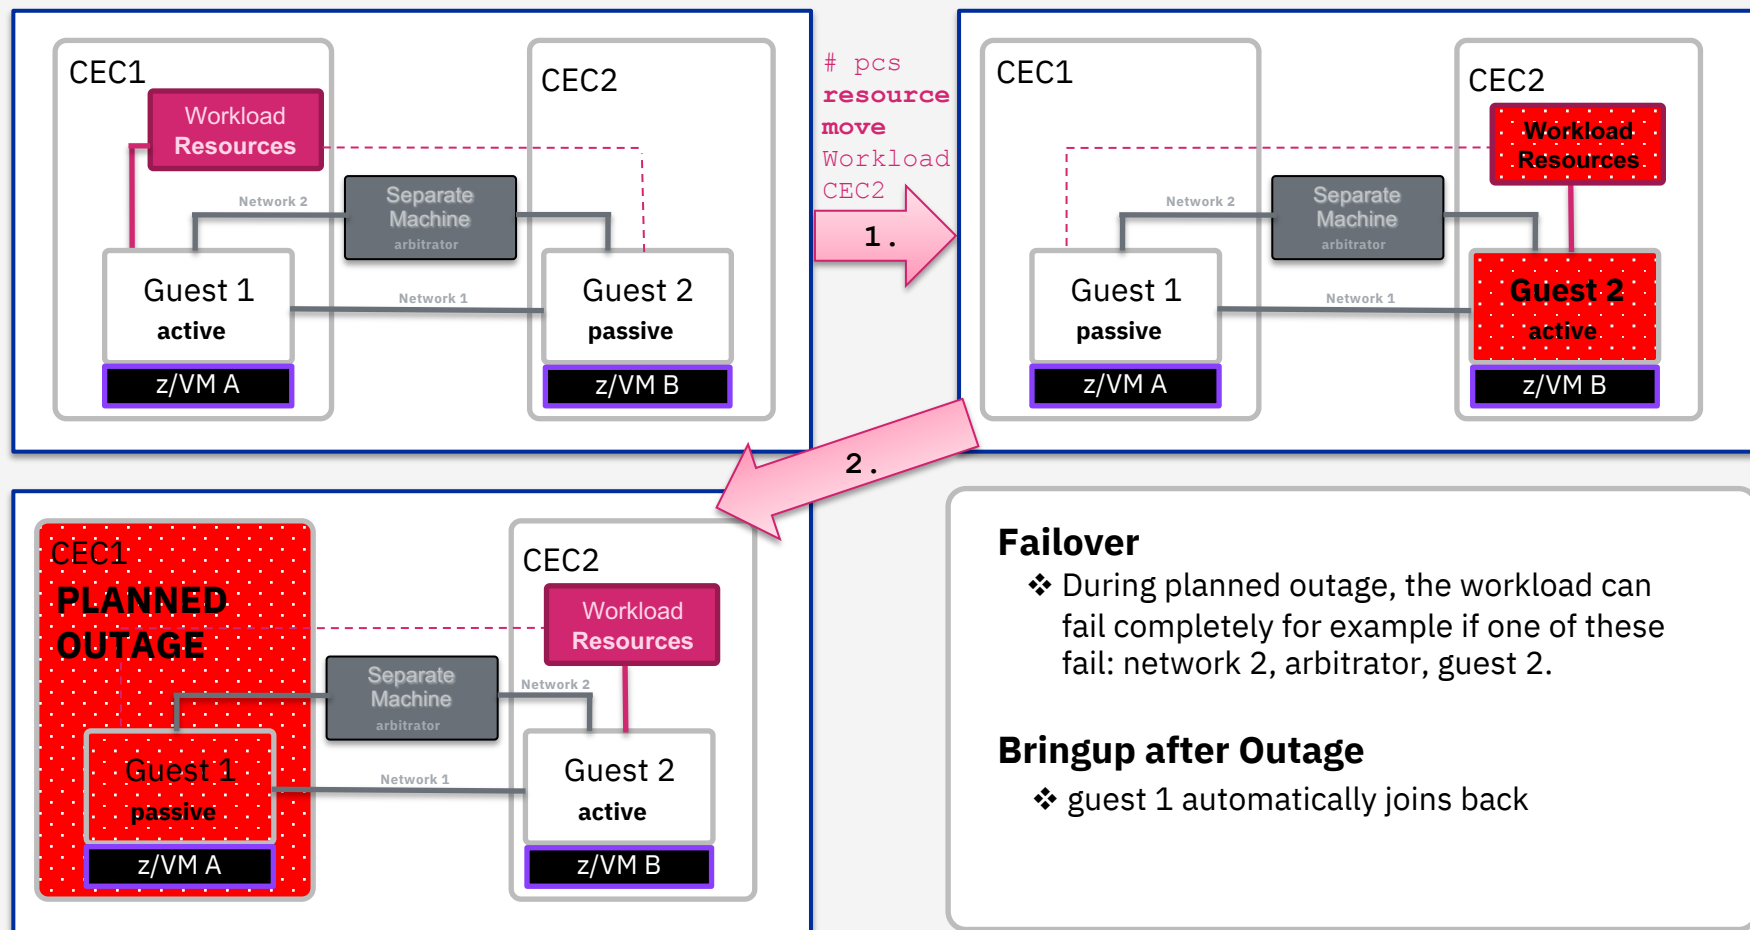 CEC1
Workload
Resources
Network 2
Separate
Machine
arbitrator
Guest 1
active
z/VM A
Network 1
CEC2
Guest 2
passive
z/VM B
# pcs
resource
move
Workload
CEC2
1.
CEC1
CEC2
Workload
Resources
Network 2
Separate
Machine
arbitrator
Guest 1
passive
z/VM A
Network 1
Guest 2
active
z/VM B
2.
CEC1
PLANNED
OUTAGE
CEC2
Workload
Resources
Separate
Machine
arbitrator
Network 2
Guest 1
passive
z/VM A
Network 1
Guest 2
active
z/VM B
Failover
❖ During planned outage, the workload can
fail completely for example if one of these
fail: network 2, arbitrator, guest 2.
Bringup after Outage
❖ guest 1 automatically joins back